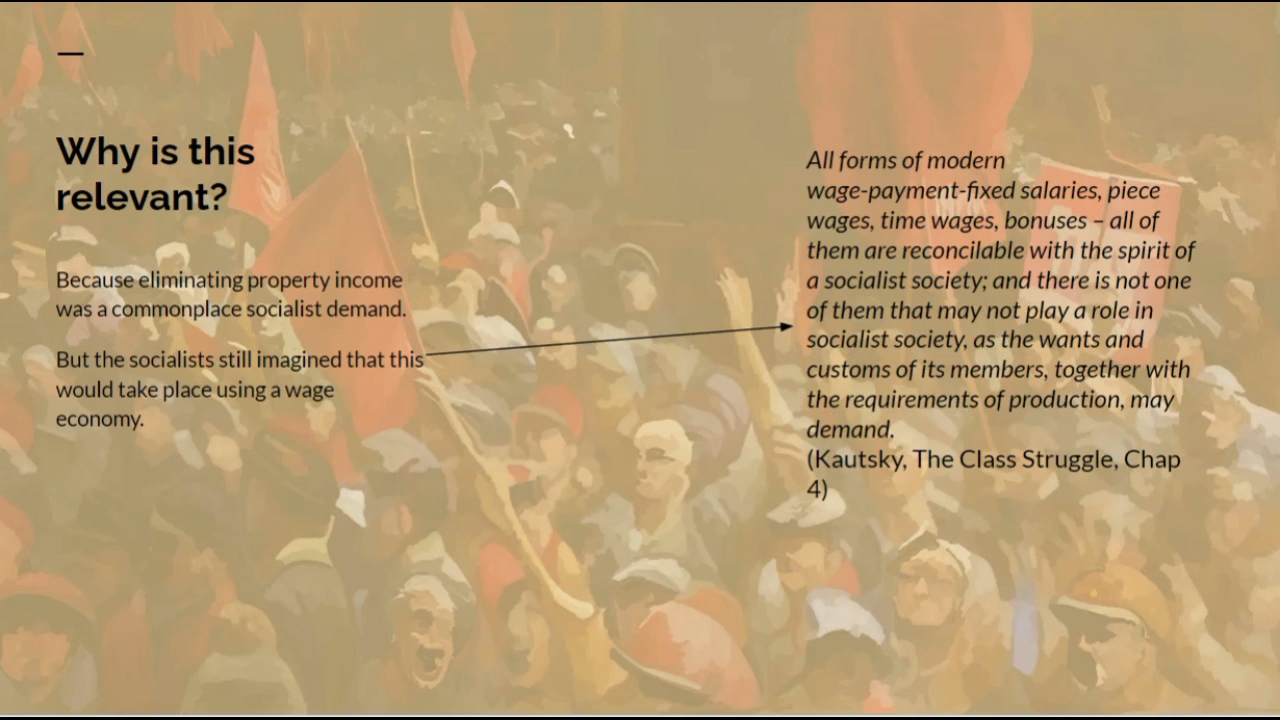 Why is this
relevant?
Because eliminating property income
was a commonplace socialist demand.
But the socialists still imagined that this
would take place using a wage
economy.
All forms of modern
wage-payment-fixed salaries, piece
wages, time wages, bonuses – all of
them are reconcilable with the spirit of
a socialist society; and there is not one
of them that may not play a role in
socialist society, as the wants and
customs of its members, together with
the requirements of production, may
demand.
(Kautsky, The Class Struggle, Chap
4)